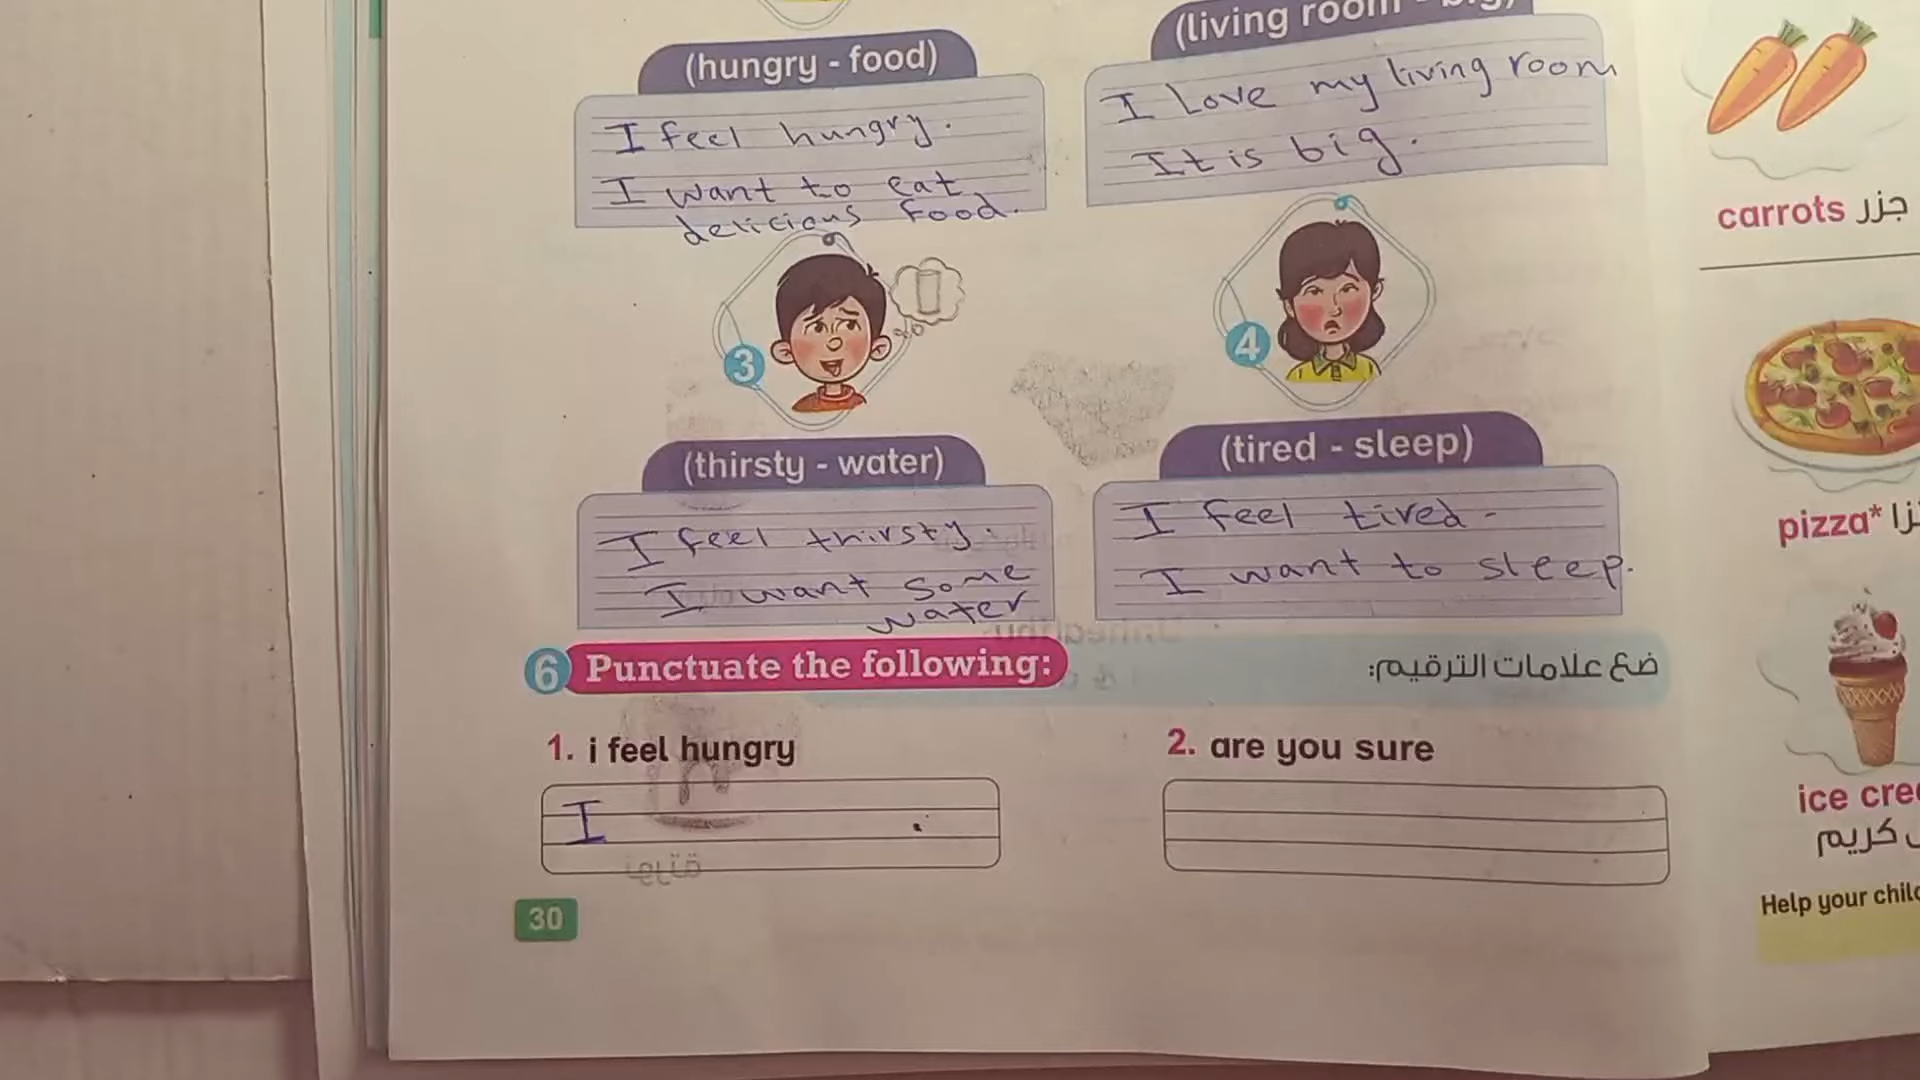 (hungry - food)
I feel hungry.
I want to eat
delicious food.
(living room - big)
I Love my living room
It is big.
carrots جزر
3
4
(thirsty - water)
I feel thirsty.
I want some
water
(tired - sleep)
I feel tired-
I want to sleep.
pizza*
6 Punctuate the following:
ضع علامات الترقيم:
1. i feel hungry
I .
2. are you sure
ice cre
كريم
Help your chil
30